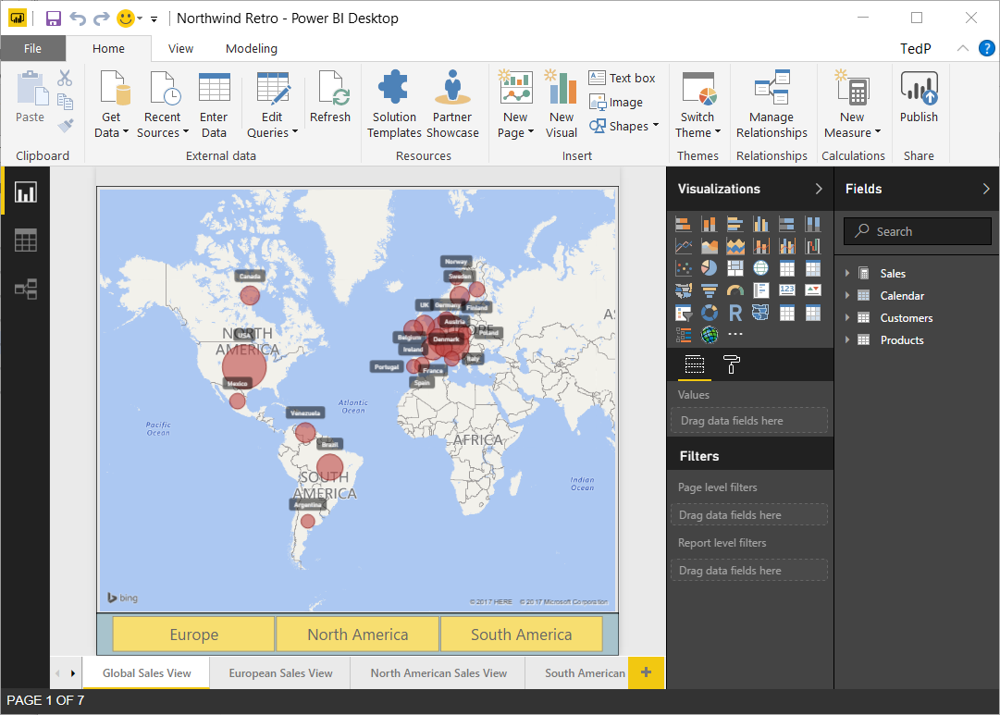 Northwind Retro - Power BI Desktop
File Home View Modeling TedP ?
Paste
Get Data
Recent Sources
Enter Data
Edit Queries
Refresh
Solution Templates
Partner Showcase
New Page
New Visual
Text box
Image
Shapes
Switch Theme
Manage Relationships
New Measure
Publish
Clipboard External data Resources Insert Themes Relationships Calculations Share
Norway
Sweden
Canada
UK Germany Finland
Austria
NORTH AMERICA
USA
EUROPE
Poland
Belgium Denmark
Ireland
Italy
Portugal France
Spain
Mexico
Atlantic Ocean
Venezuela
Pacific Ocean
Brazil
AFRICA
SOUTH AMERICA
Indian Ocean
Argentina
bing
© 2017 HERE © 2017 Microsoft Corporation
Europe North America South America
Global Sales View European Sales View North American Sales View South American +
PAGE 1 OF 7
Visualizations
R
123
...
Values
Drag data fields here
Filters
Page level filters
Drag data fields here
Report level filters
Drag data fields here
Fields
Search
Sales
Calendar
Customers
Products